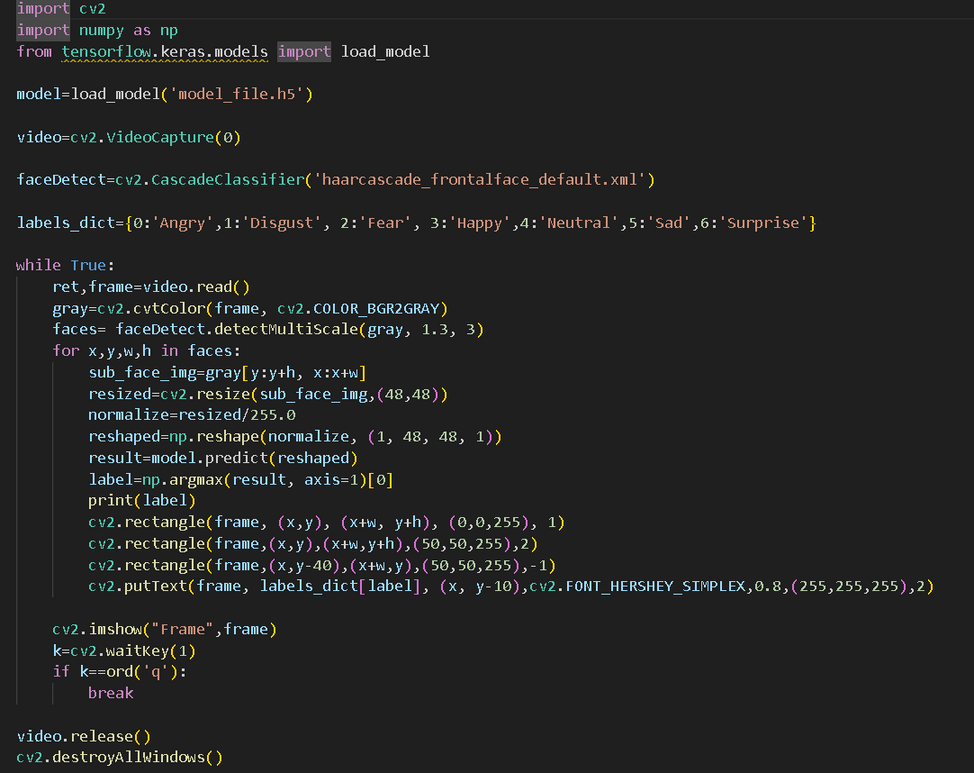 import cv2
import numpy as np
from tensorflow.keras.models import load_model
model=load_model('model_file.h5')
video=cv2.VideoCapture(0)
faceDetect=cv2.CascadeClassifier('haarcascade_frontalface_default.xml')
labels_dict={0:'Angry',1:'Disgust', 2:'Fear', 3:'Happy',4:'Neutral',5:'Sad',6:'Surprise'}
while True:
    ret,frame=video.read()
    gray=cv2.cvtColor(frame, cv2.COLOR_BGR2GRAY)
    faces= faceDetect.detectMultiScale(gray, 1.3, 3)
    for x,y,w,h in faces:
        sub_face_img=gray[y:y+h, x:x+w]
        resized=cv2.resize(sub_face_img,(48,48))
        normalize=resized/255.0
        reshaped=np.reshape(normalize, (1, 48, 48, 1))
        result=model.predict(reshaped)
        label=np.argmax(result, axis=1)[0]
        print(label)
        cv2.rectangle(frame, (x,y), (x+w, y+h), (0,0,255), 1)
        cv2.rectangle(frame,(x,y),(x+w,y+h),(50,50,255),2)
        cv2.rectangle(frame,(x,y-40),(x+w,y),(50,50,255),-1)
        cv2.putText(frame, labels_dict[label], (x, y-10),cv2.FONT_HERSHEY_SIMPLEX,0.8,(255,255,255),2)
    cv2.imshow("Frame",frame)
    k=cv2.waitKey(1)
    if k==ord('q'):
        break
video.release()
cv2.destroyAllWindows()